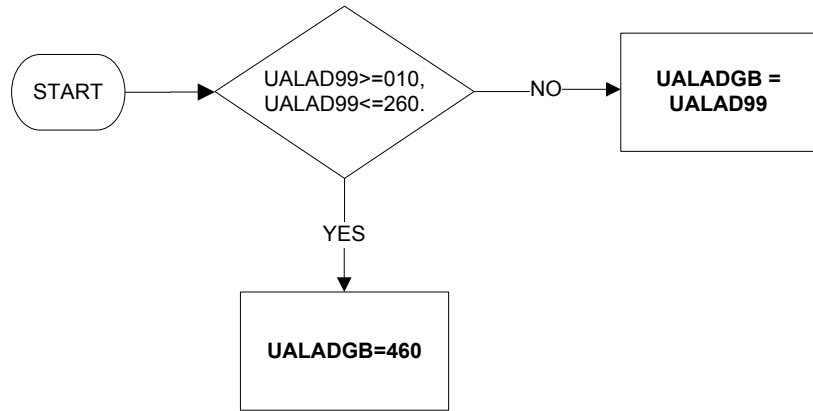 START
UALAD99>=010,
UALAD99<=260.
NO
UALADGB =
UALAD99
YES
UALADGB=460